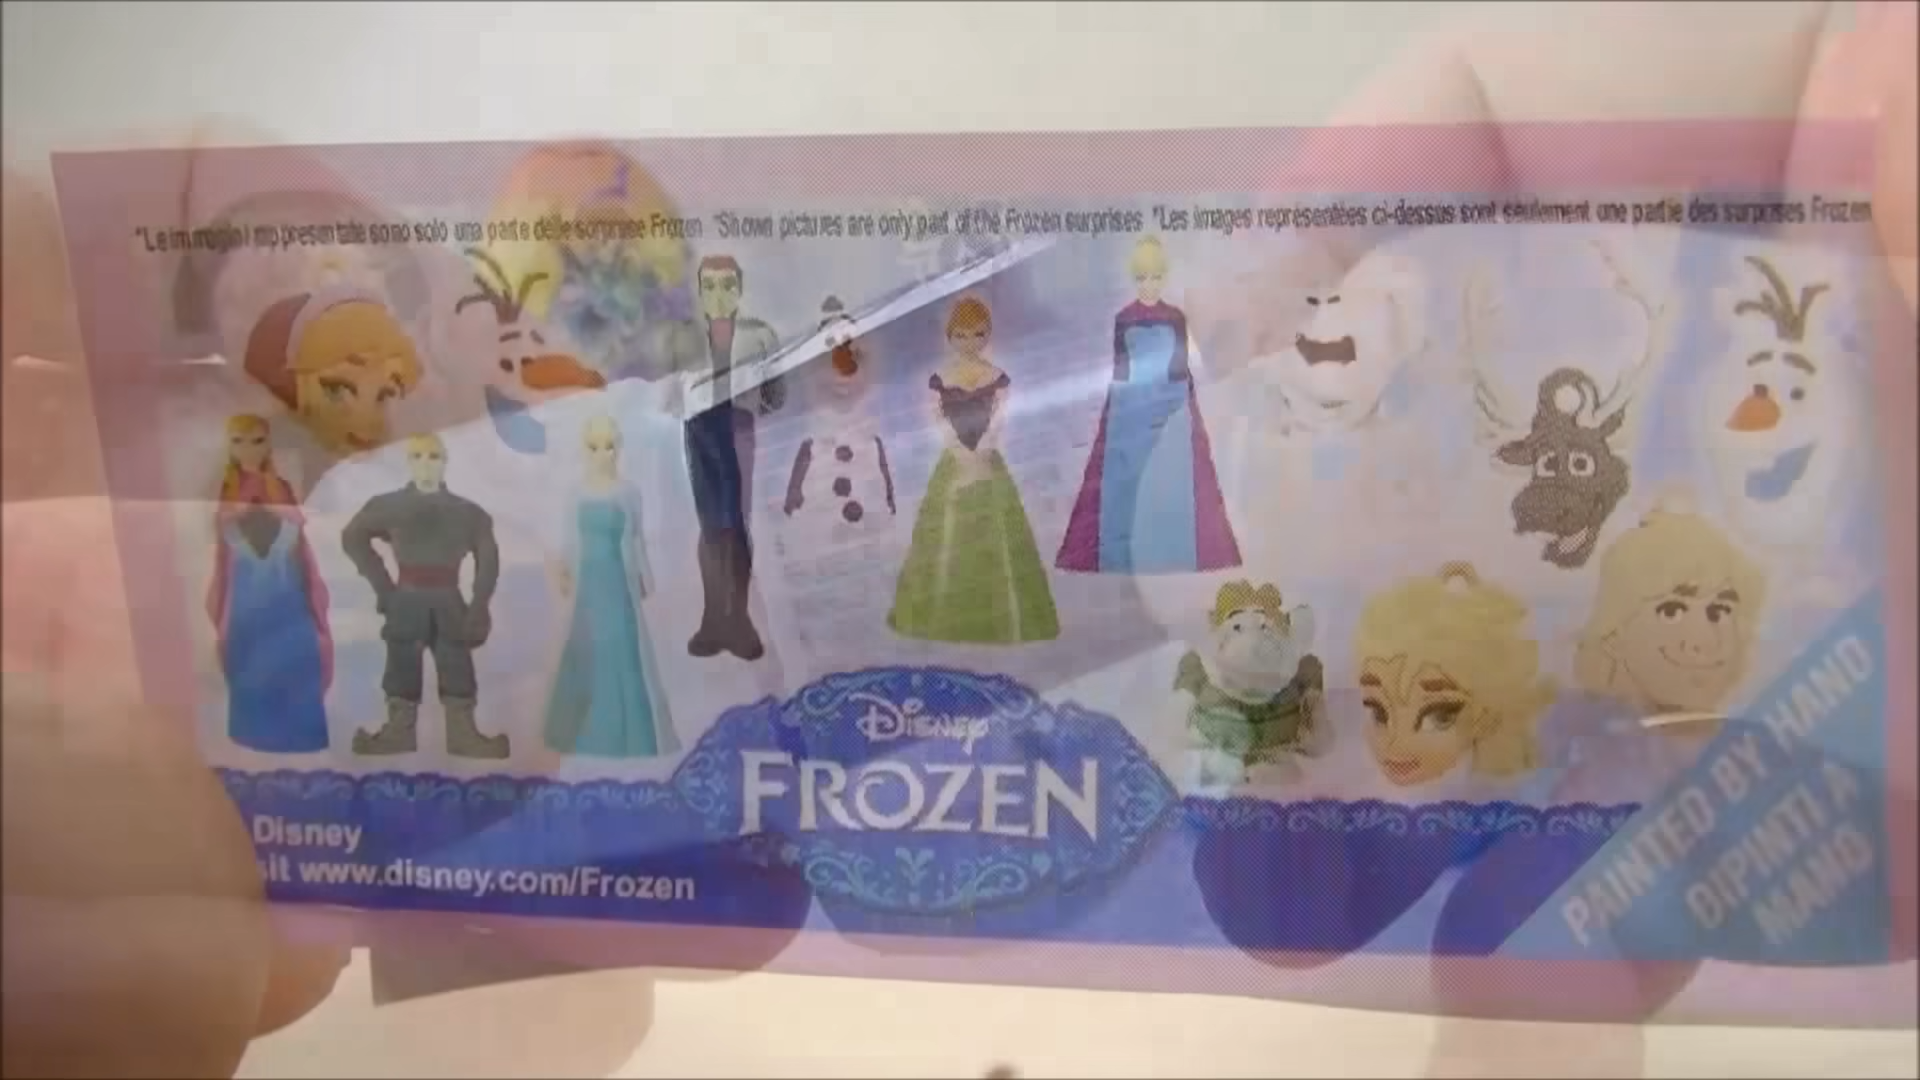 *Le immagini rappresentate sono solo una parte delle sorprese Frozen *Shown pictures are only part of the Frozen surprises *Les images représentées ci-dessus sont seulement une partie des surprises Frozen
Disney
FROZEN
Disney
www.disney.com/Frozen
PAINTED BY HAND
DIPINTI A
MANO